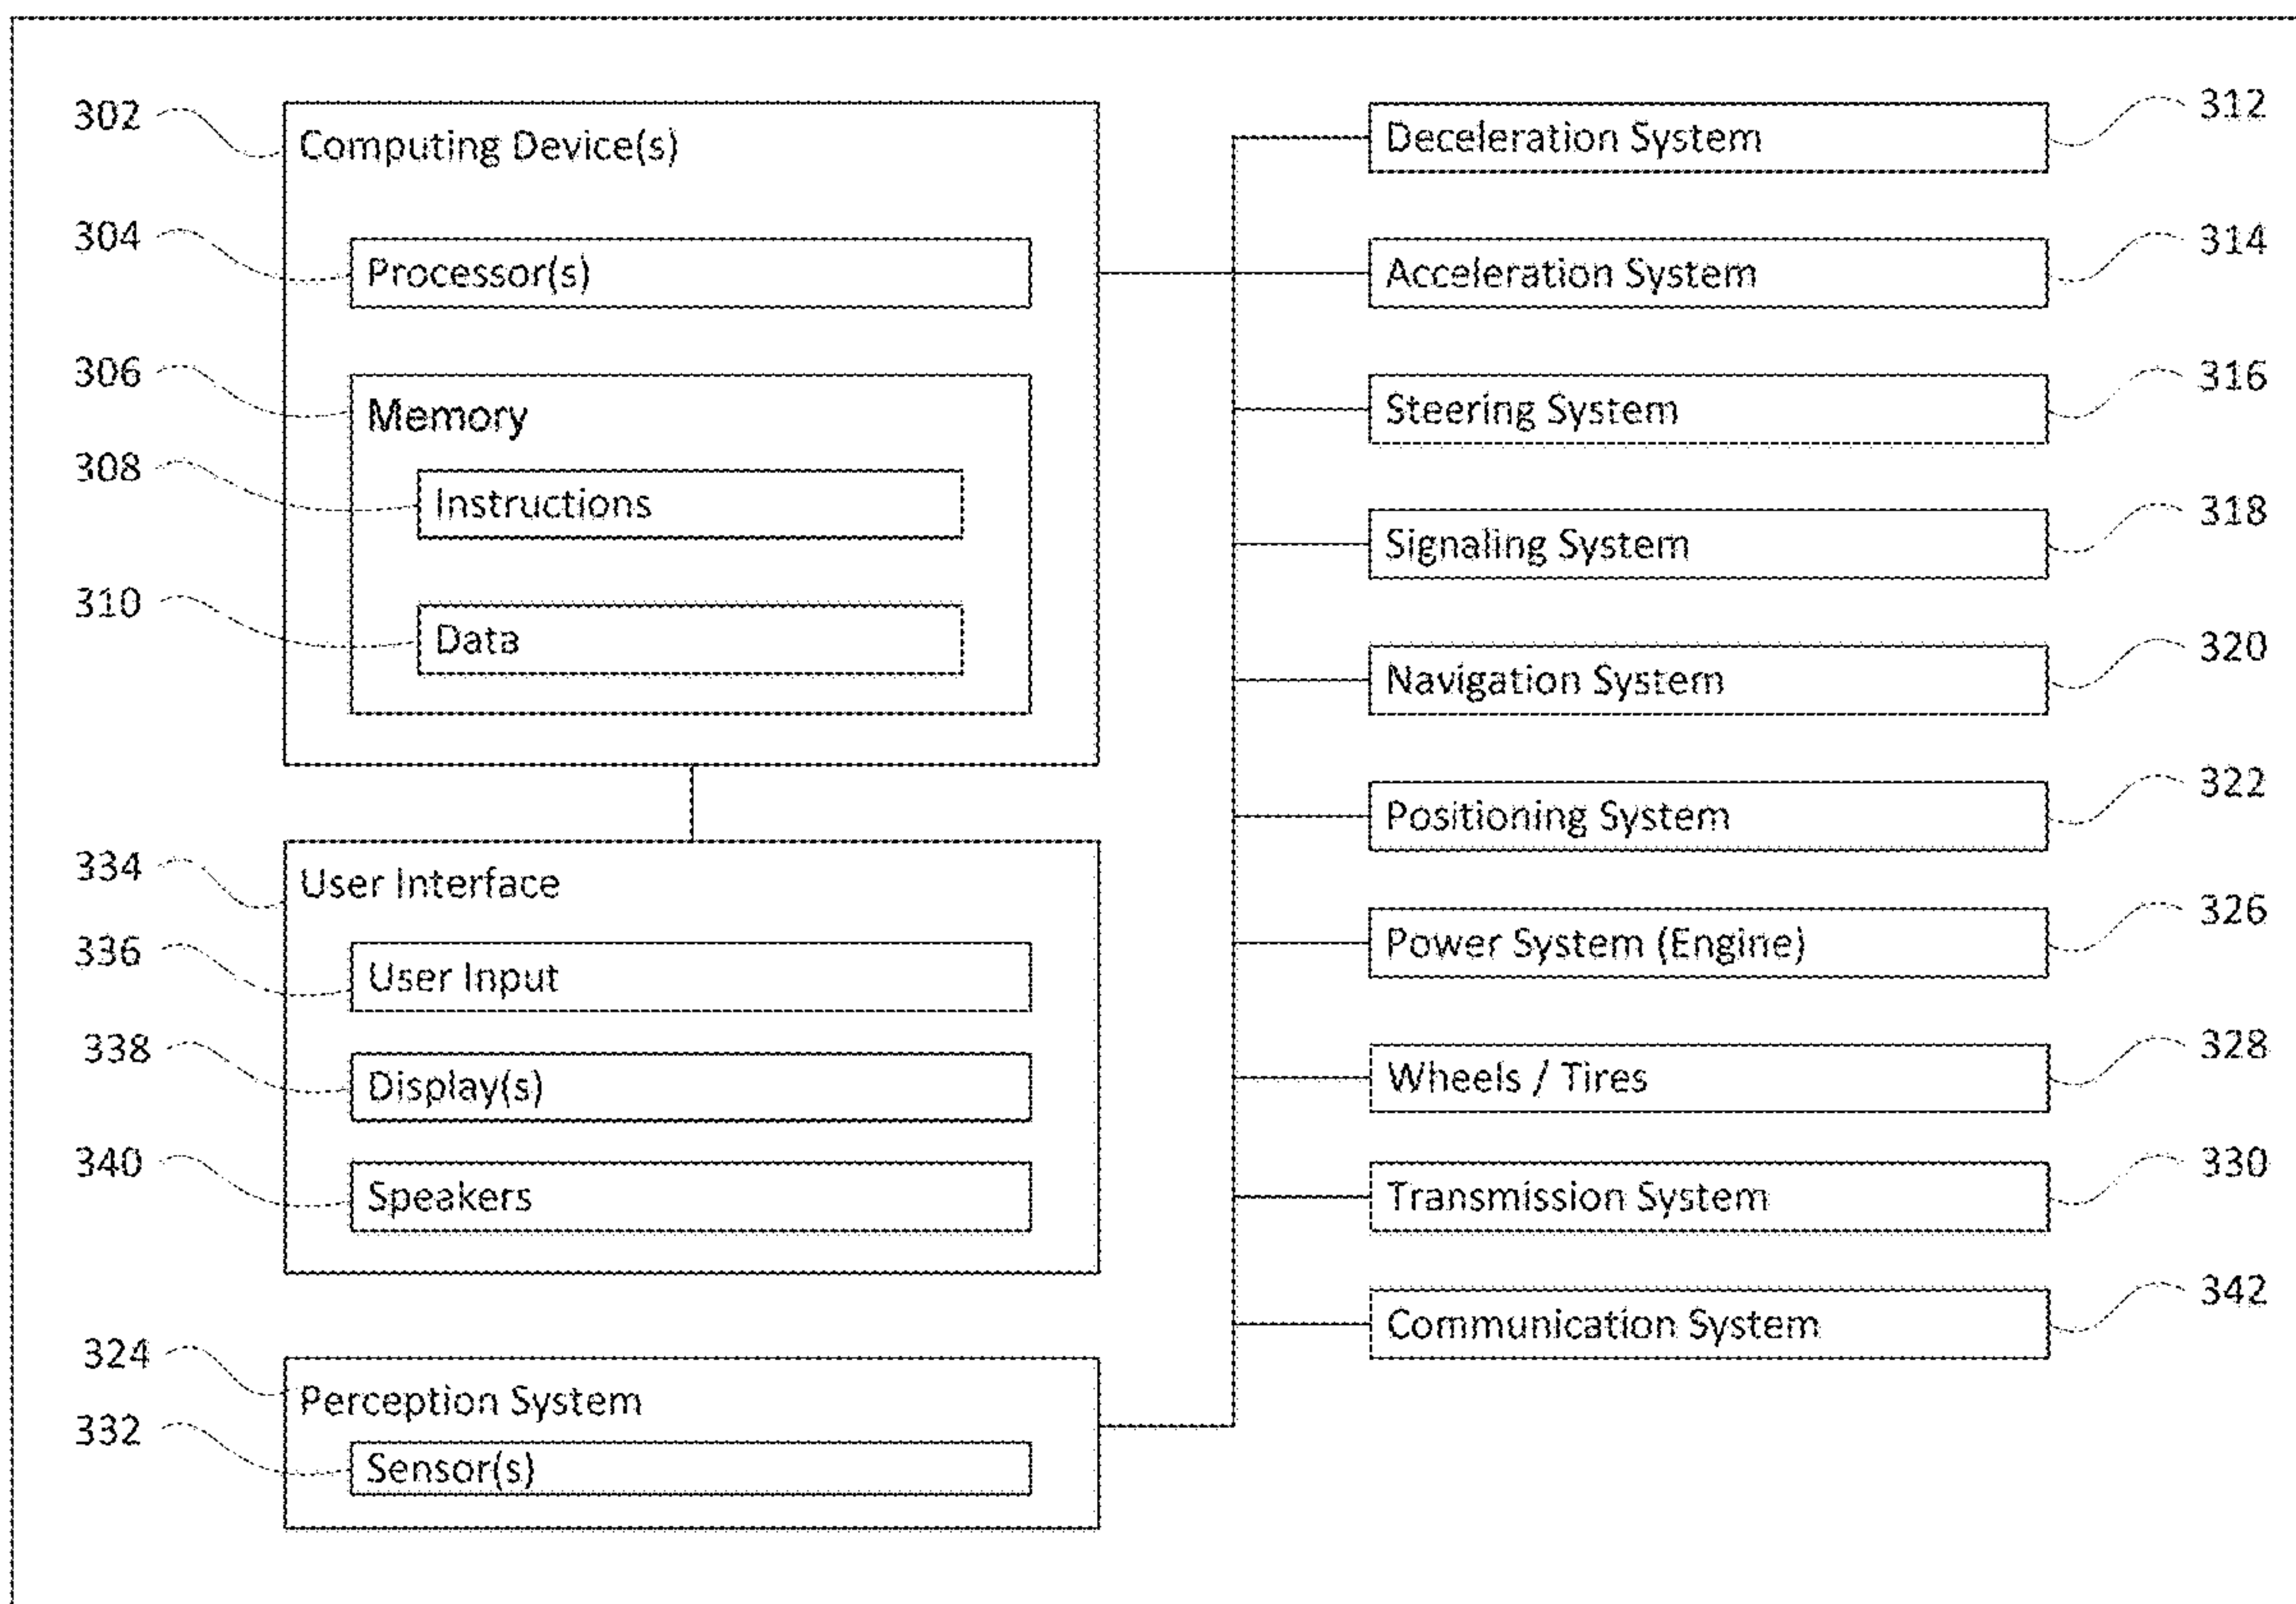 302 Computing Device(s)
304 Processor(s)
306 Memory
308 Instructions
310 Data
334 User Interface
336 User Input
338 Display(s)
340 Speakers
324 Perception System
332 Sensor(s)
Deceleration System 312
Acceleration System 314
Steering System 316
Signaling System 318
Navigation System 320
Positioning System 322
Power System (Engine) 326
Wheels / Tires 328
Transmission System 330
Communication System 342